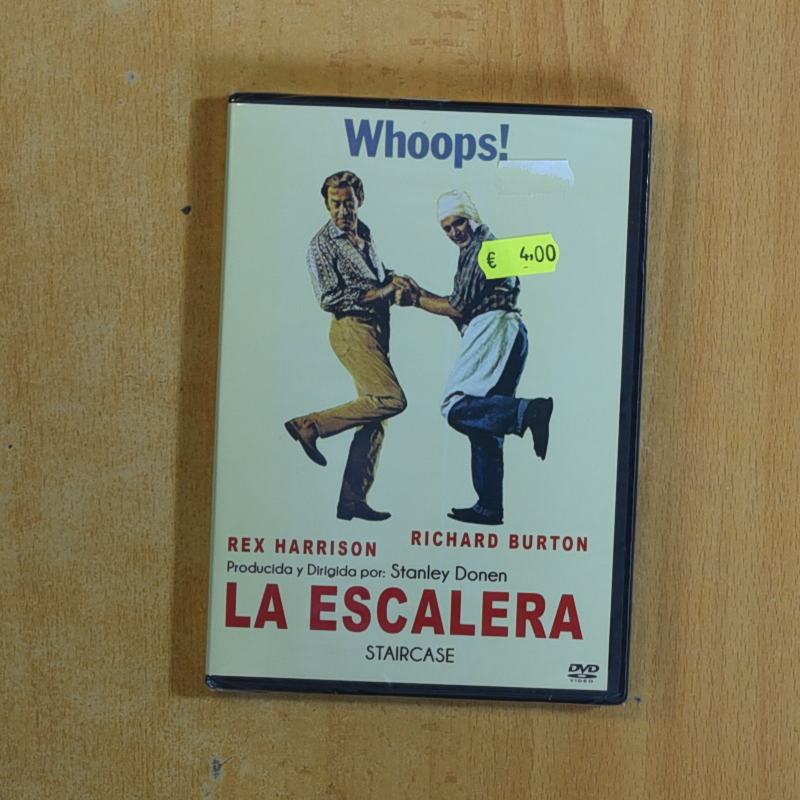 Whoops!
€ 4,00
REX HARRISON RICHARD BURTON
Producida y Dirigida por: Stanley Donen
LA ESCALERA
STAIRCASE
DVD
VIDEO